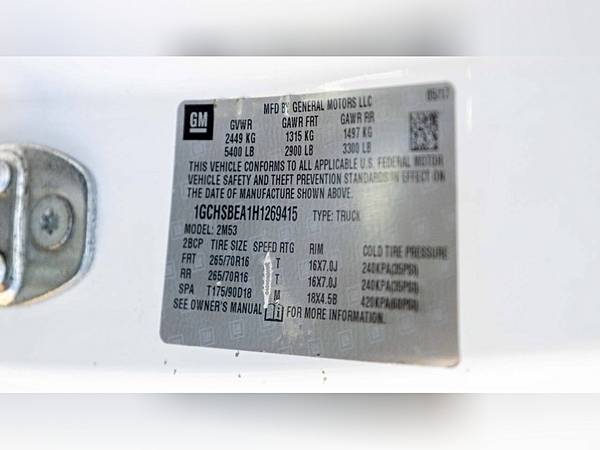 GM
MFD BY GENERAL MOTORS LLC 05/17
GVWR GAWR FRT GAWR RR
2449 KG 1315 KG 1497 KG
5400 LB 2900 LB 3300 LB
THIS VEHICLE CONFORMS TO ALL APPLICABLE U.S. FEDERAL MOTOR
VEHICLE SAFETY AND THEFT PREVENTION STANDARDS IN EFFECT ON
THE DATE OF MANUFACTURE SHOWN ABOVE.
1GCHSBEA1H1269415 TYPE: TRUCK
MODEL: 2M53
2BCP TIRE SIZE SPEED RTG RIM COLD TIRE PRESSURE
FRT 265/70R16 T 16X7.0J 240KPA(35PSI)
RR 265/70R16 T 16X7.0J 240KPA(35PSI)
SPA T175/90D18 M 18X4.5B 420KPA(60PSI)
SEE OWNER'S MANUAL FOR MORE INFORMATION.